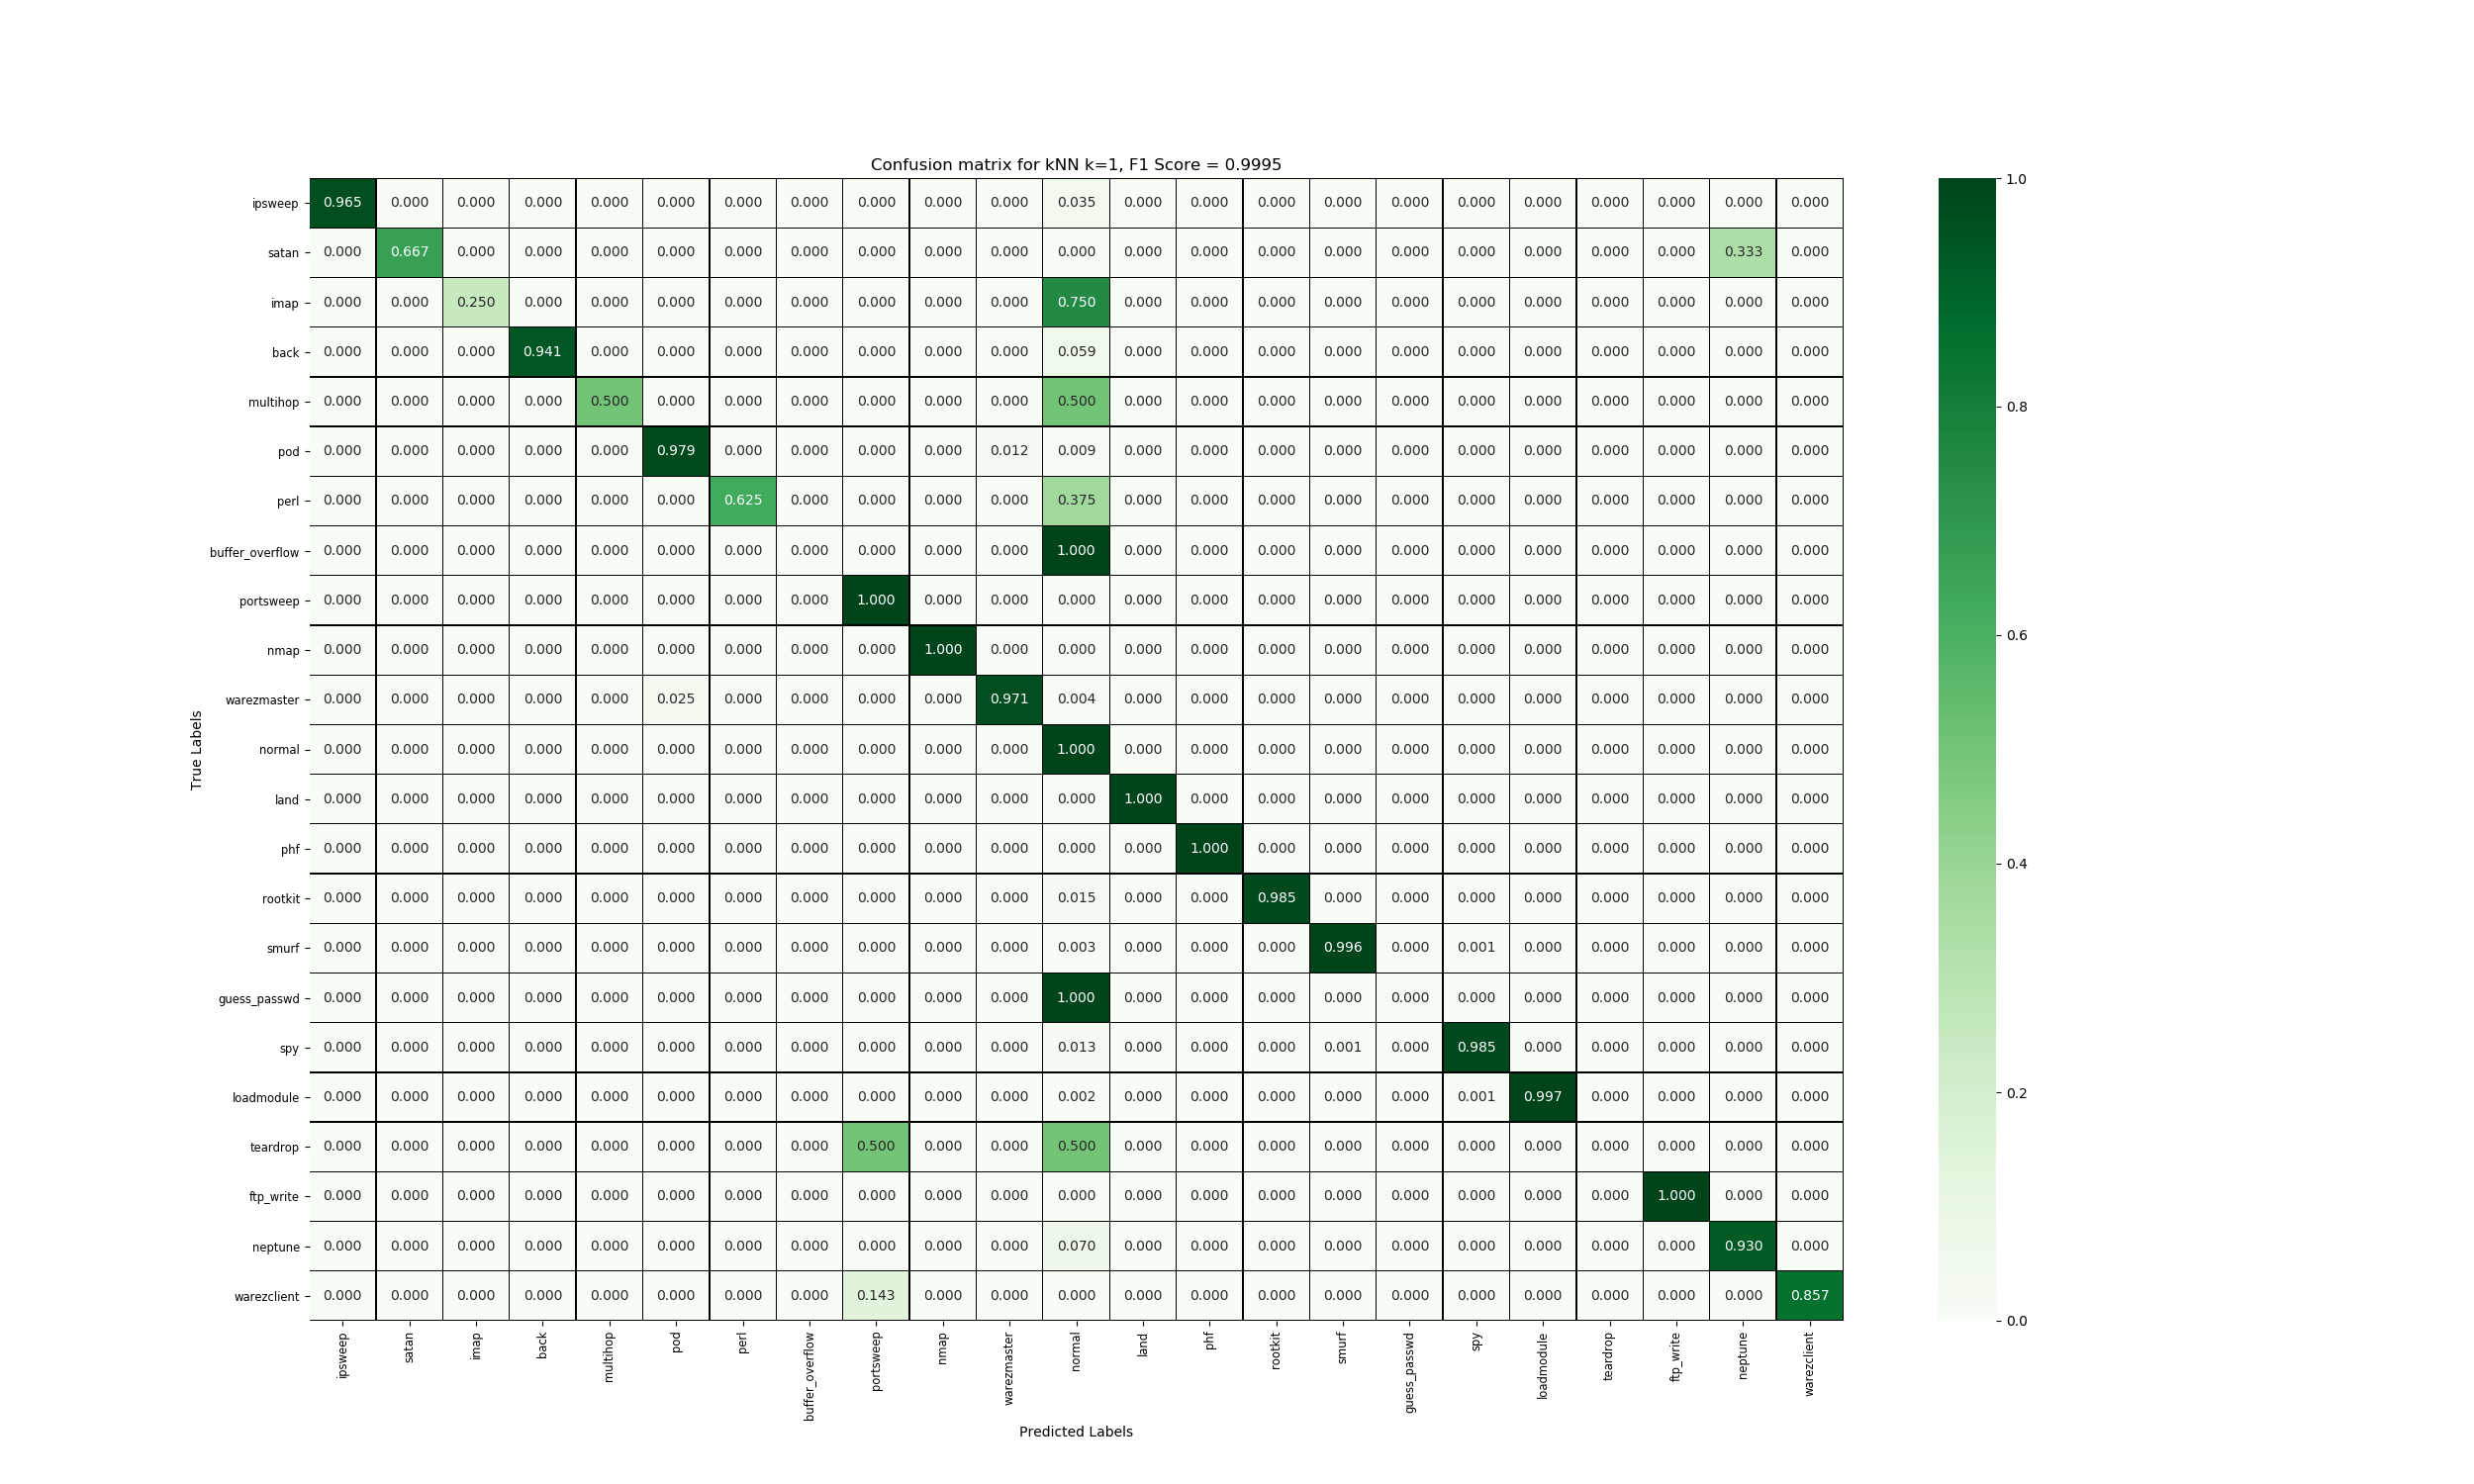 Confusion matrix for kNN k=1, F1 Score = 0.9995
True Labels
ipsweep 0.965 0.000 0.000 0.000 0.000 0.000 0.000 0.000 0.000 0.000 0.000 0.035 0.000 0.000 0.000 0.000 0.000 0.000 0.000 0.000 0.000 0.000 0.000
satan 0.000 0.667 0.000 0.000 0.000 0.000 0.000 0.000 0.000 0.000 0.000 0.000 0.000 0.000 0.000 0.000 0.000 0.000 0.000 0.000 0.000 0.333 0.000
imap 0.000 0.000 0.250 0.000 0.000 0.000 0.000 0.000 0.000 0.000 0.000 0.750 0.000 0.000 0.000 0.000 0.000 0.000 0.000 0.000 0.000 0.000 0.000
back 0.000 0.000 0.000 0.941 0.000 0.000 0.000 0.000 0.000 0.000 0.000 0.059 0.000 0.000 0.000 0.000 0.000 0.000 0.000 0.000 0.000 0.000 0.000
multihop 0.000 0.000 0.000 0.000 0.500 0.000 0.000 0.000 0.000 0.000 0.000 0.500 0.000 0.000 0.000 0.000 0.000 0.000 0.000 0.000 0.000 0.000 0.000
pod 0.000 0.000 0.000 0.000 0.000 0.979 0.000 0.000 0.000 0.000 0.012 0.009 0.000 0.000 0.000 0.000 0.000 0.000 0.000 0.000 0.000 0.000 0.000
perl 0.000 0.000 0.000 0.000 0.000 0.000 0.625 0.000 0.000 0.000 0.000 0.375 0.000 0.000 0.000 0.000 0.000 0.000 0.000 0.000 0.000 0.000 0.000
buffer_overflow 0.000 0.000 0.000 0.000 0.000 0.000 0.000 0.000 0.000 0.000 0.000 1.000 0.000 0.000 0.000 0.000 0.000 0.000 0.000 0.000 0.000 0.000 0.000
portsweep 0.000 0.000 0.000 0.000 0.000 0.000 0.000 0.000 1.000 0.000 0.000 0.000 0.000 0.000 0.000 0.000 0.000 0.000 0.000 0.000 0.000 0.000 0.000
nmap 0.000 0.000 0.000 0.000 0.000 0.000 0.000 0.000 0.000 1.000 0.000 0.000 0.000 0.000 0.000 0.000 0.000 0.000 0.000 0.000 0.000 0.000 0.000
warezmaster 0.000 0.000 0.000 0.000 0.000 0.025 0.000 0.000 0.000 0.000 0.971 0.004 0.000 0.000 0.000 0.000 0.000 0.000 0.000 0.000 0.000 0.000 0.000
normal 0.000 0.000 0.000 0.000 0.000 0.000 0.000 0.000 0.000 0.000 0.000 1.000 0.000 0.000 0.000 0.000 0.000 0.000 0.000 0.000 0.000 0.000 0.000
land 0.000 0.000 0.000 0.000 0.000 0.000 0.000 0.000 0.000 0.000 0.000 0.000 1.000 0.000 0.000 0.000 0.000 0.000 0.000 0.000 0.000 0.000 0.000
phf 0.000 0.000 0.000 0.000 0.000 0.000 0.000 0.000 0.000 0.000 0.000 0.000 0.000 1.000 0.000 0.000 0.000 0.000 0.000 0.000 0.000 0.000 0.000
rootkit 0.000 0.000 0.000 0.000 0.000 0.000 0.000 0.000 0.000 0.000 0.000 0.015 0.000 0.000 0.985 0.000 0.000 0.000 0.000 0.000 0.000 0.000 0.000
smurf 0.000 0.000 0.000 0.000 0.000 0.000 0.000 0.000 0.000 0.000 0.000 0.003 0.000 0.000 0.000 0.996 0.000 0.001 0.000 0.000 0.000 0.000 0.000
guess_passwd 0.000 0.000 0.000 0.000 0.000 0.000 0.000 0.000 0.000 0.000 0.000 1.000 0.000 0.000 0.000 0.000 0.000 0.000 0.000 0.000 0.000 0.000 0.000
spy 0.000 0.000 0.000 0.000 0.000 0.000 0.000 0.000 0.000 0.000 0.000 0.013 0.000 0.000 0.000 0.001 0.000 0.985 0.000 0.000 0.000 0.000 0.000
loadmodule 0.000 0.000 0.000 0.000 0.000 0.000 0.000 0.000 0.000 0.000 0.000 0.002 0.000 0.000 0.000 0.000 0.000 0.001 0.997 0.000 0.000 0.000 0.000
teardrop 0.000 0.000 0.000 0.000 0.000 0.000 0.000 0.000 0.500 0.000 0.000 0.500 0.000 0.000 0.000 0.000 0.000 0.000 0.000 0.000 0.000 0.000 0.000
ftp_write 0.000 0.000 0.000 0.000 0.000 0.000 0.000 0.000 0.000 0.000 0.000 0.000 0.000 0.000 0.000 0.000 0.000 0.000 0.000 0.000 1.000 0.000 0.000
neptune 0.000 0.000 0.000 0.000 0.000 0.000 0.000 0.000 0.000 0.000 0.000 0.070 0.000 0.000 0.000 0.000 0.000 0.000 0.000 0.000 0.000 0.930 0.000
warezclient 0.000 0.000 0.000 0.000 0.000 0.000 0.000 0.000 0.143 0.000 0.000 0.000 0.000 0.000 0.000 0.000 0.000 0.000 0.000 0.000 0.000 0.000 0.857
ipsweep satan imap back multihop pod perl buffer_overflow portsweep nmap warezmaster normal land phf rootkit smurf guess_passwd spy loadmodule teardrop ftp_write neptune warezclient
Predicted Labels
1.0
0.8
0.6
0.4
0.2
0.0